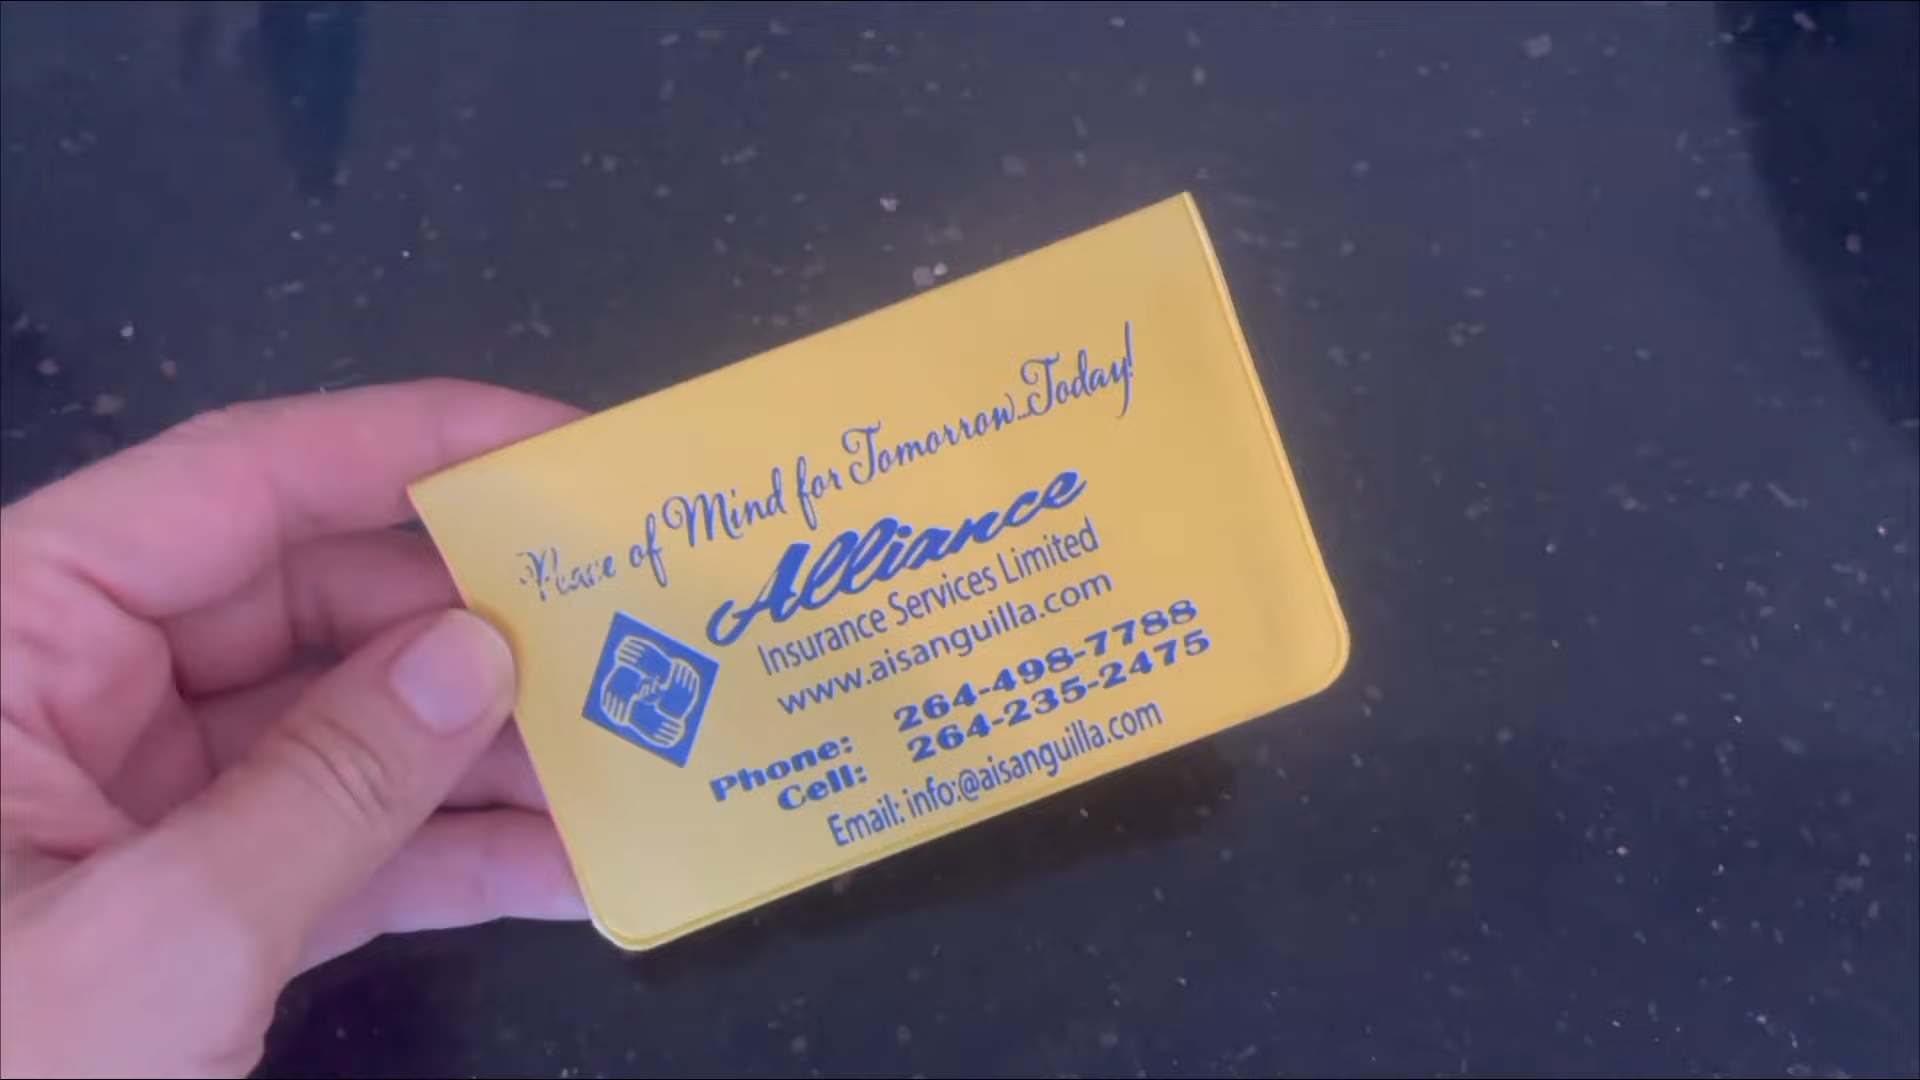 Peace of Mind for Tomorrow...Today!
Alliance
Insurance Services Limited
www.aisanguilla.com
Phone: 264-498-7788
Cell: 264-235-2475
Email: info:@aisanguilla.com